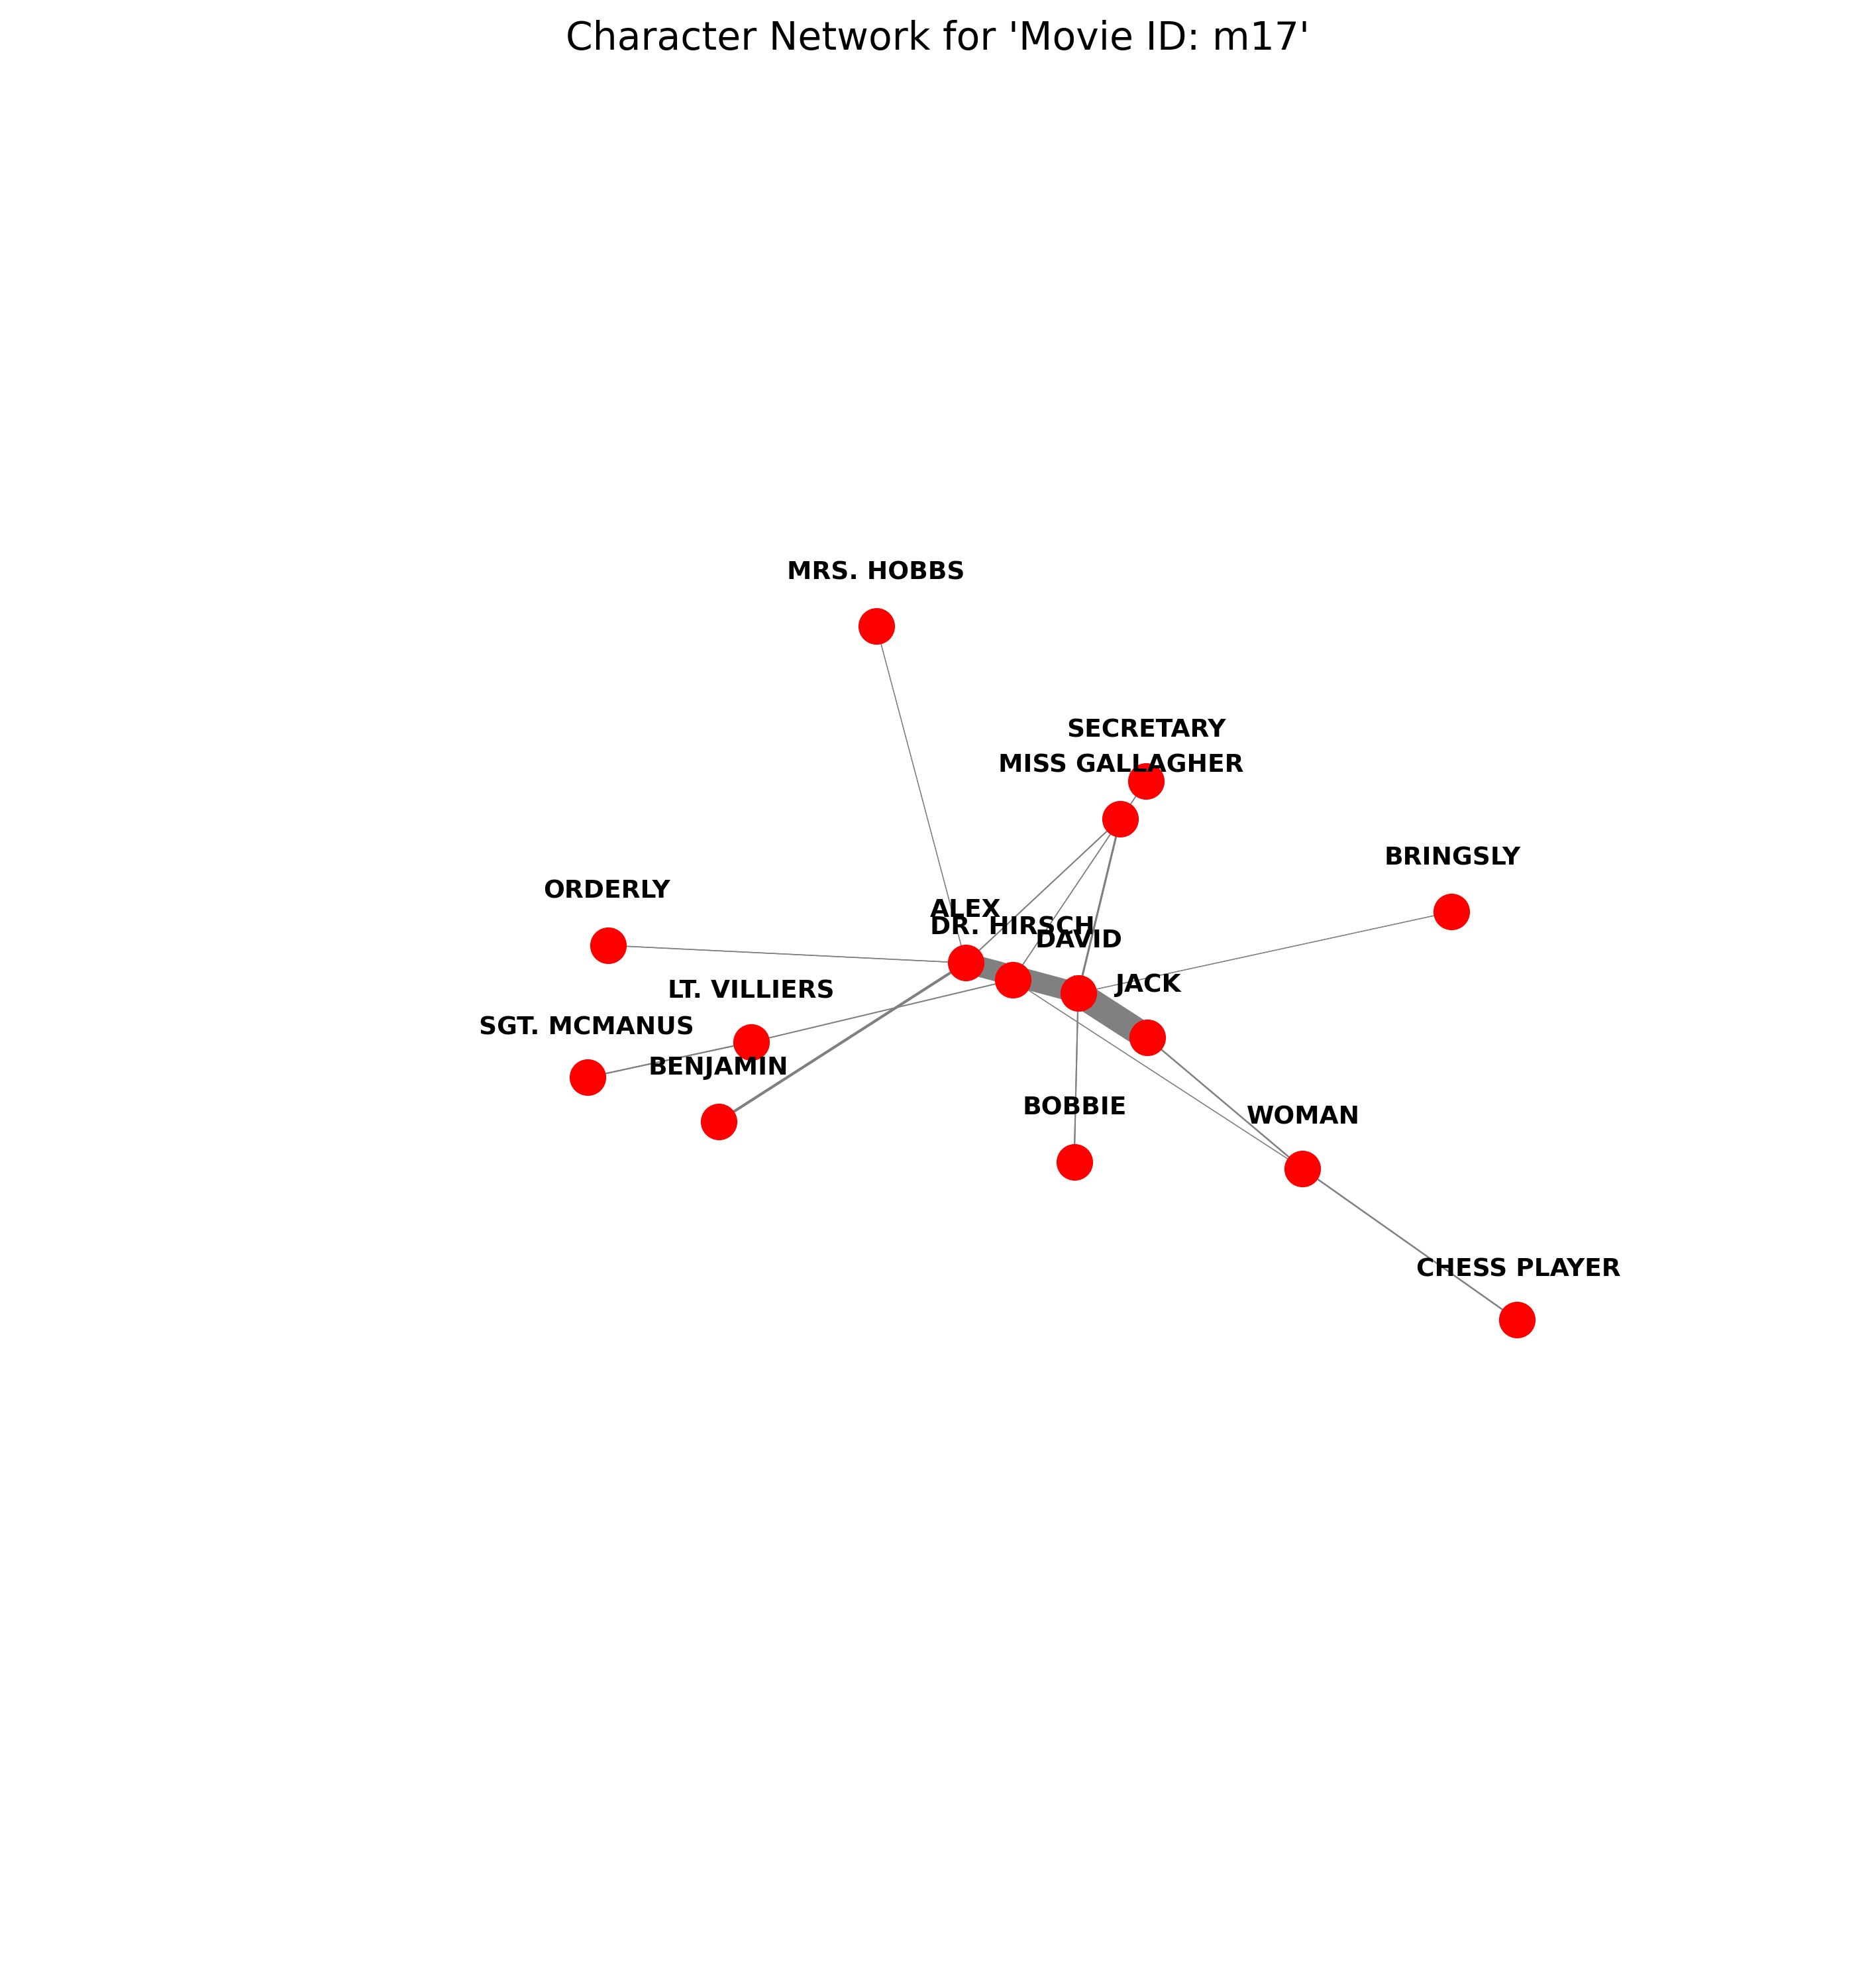 Character Network for 'Movie ID: m17'
MRS. HOBBS
SECRETARY
MISS GALLAGHER
BRINGSLY
ORDERLY
ALEX
DR. HIRSCH
DAVID
JACK
LT. VILLIERS
SGT. MCMANUS
BENJAMIN
BOBBIE
WOMAN
CHESS PLAYER